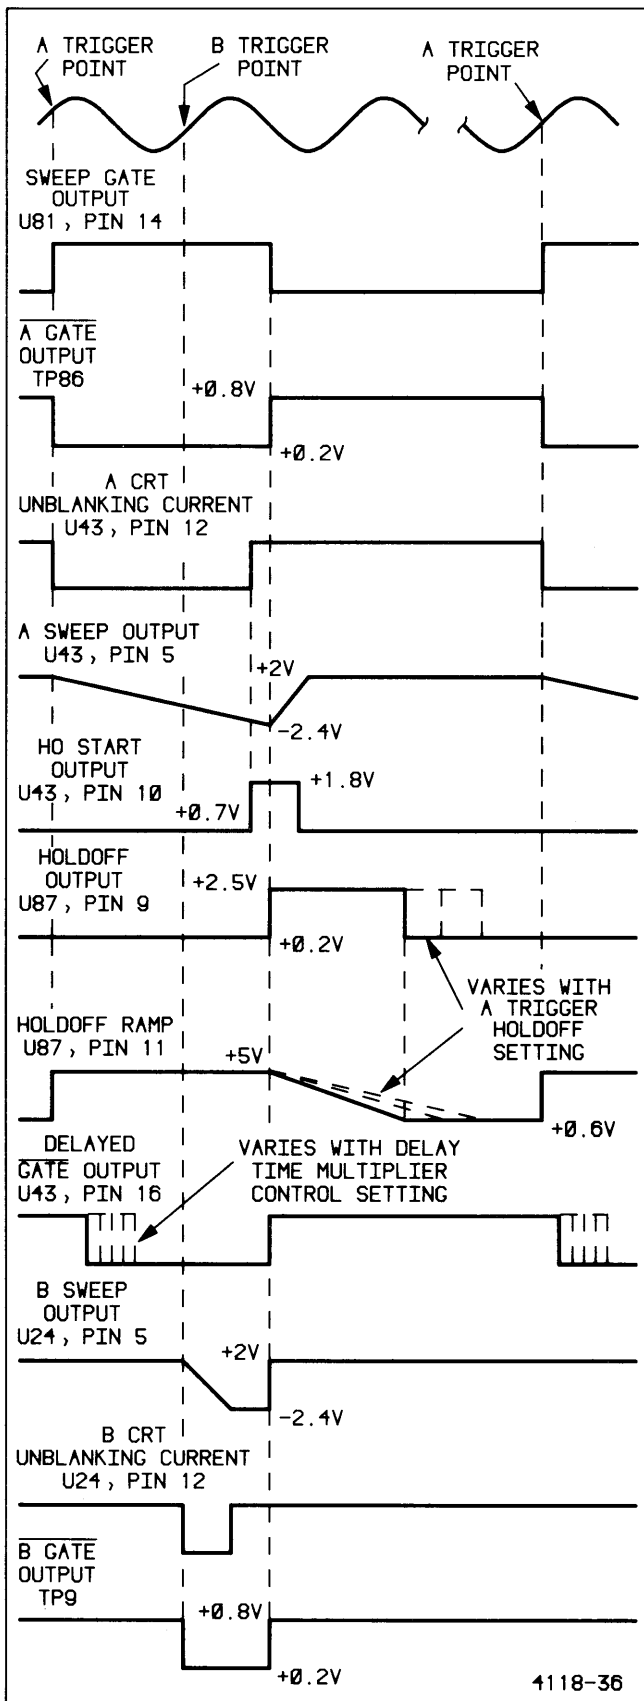 A TRIGGER
POINT
B TRIGGER
POINT
A TRIGGER
POINT
SWEEP GATE
OUTPUT
U81, PIN 14
A GATE
OUTPUT
TP86
+0.8V
+0.2V
A CRT
UNBLANKING CURRENT
U43, PIN 12
A SWEEP OUTPUT
U43, PIN 5
+2V
-2.4V
HO START
OUTPUT
U43, PIN 10
+1.8V
+0.7V
HOLDOFF
OUTPUT
U87, PIN 9
+2.5V
+0.2V
VARIES WITH
A TRIGGER
HOLDOFF
SETTING
HOLDOFF RAMP
U87, PIN 11
+5V
+0.6V
DELAYED
GATE OUTPUT
U43, PIN 16
VARIES WITH DELAY
TIME MULTIPLIER
CONTROL SETTING
B SWEEP
OUTPUT
U24, PIN 5
+2V
-2.4V
B CRT
UNBLANKING CURRENT
U24, PIN 12
B GATE
OUTPUT
TP9
+0.8V
+0.2V
4118-36